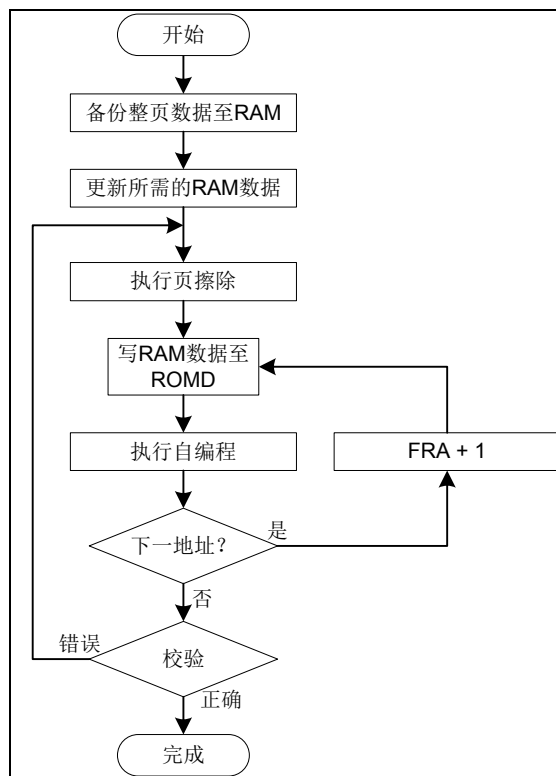 开始
备份整页数据至RAM
更新所需的RAM数据
执行页擦除
写RAM数据至
ROMD
执行自编程
FRA + 1
下一地址？
是
否
错误
校验
正确
完成